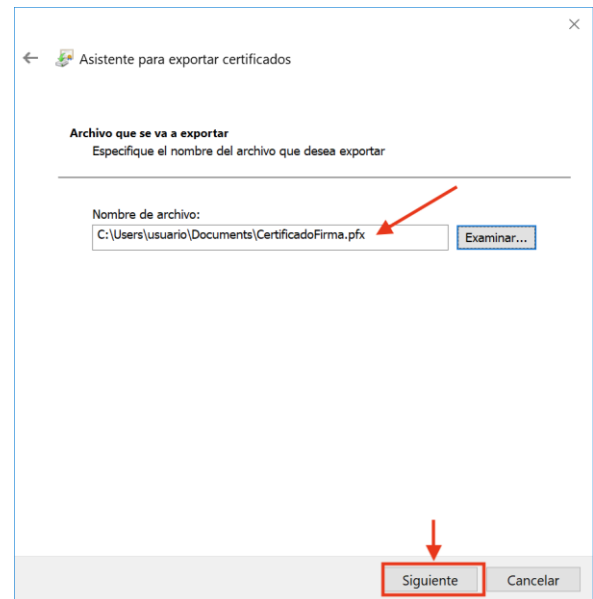 Asistente para exportar certificados
Archivo que se va a exportar
Especifique el nombre del archivo que desea exportar
Nombre de archivo:
C:\Users\usuario\Documents\CertificadoFirma.pfx
Examinar...
Siguiente
Cancelar